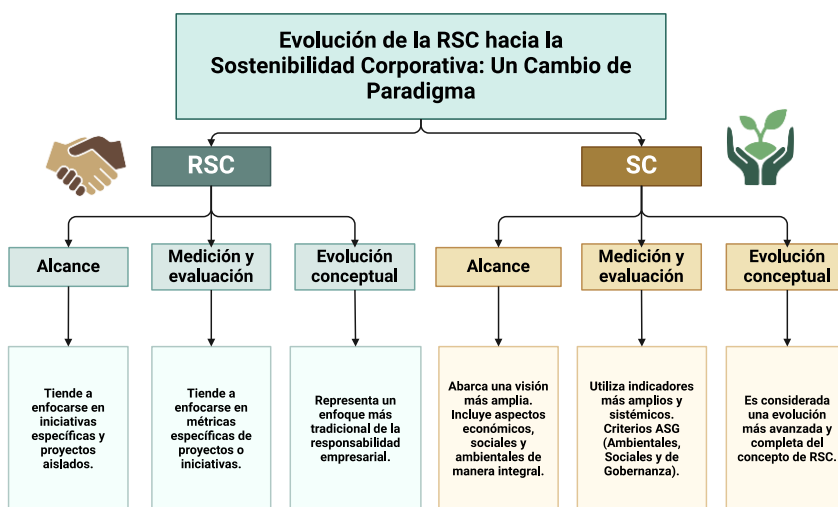 Evolución de la RSC hacia la
Sostenibilidad Corporativa: Un Cambio de
Paradigma
RSC
SC
Alcance
Medición y
evaluación
Evolución
conceptual
Alcance
Medición y
evaluación
Evolución
conceptual
Tiende a
enfocarse en
iniciativas
específicas y
proyectos
aislados.
Tiende a
enfocarse en
métricas
específicas de
proyectos o
iniciativas.
Representa un
enfoque más
tradicional de la
responsabilidad
empresarial.
Abarca una visión
más amplia.
Incluye aspectos
económicos,
sociales y
ambientales de
manera integral.
Utiliza indicadores
más amplios y
sistémicos.
Criterios ASG
(Ambientales,
Sociales y de
Gobernanza).
Es considerada
una evolución
más avanzada y
completa del
concepto de RSC.